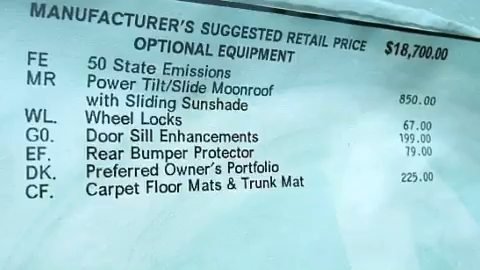 MANUFACTURER'S SUGGESTED RETAIL PRICE $18,700.00
OPTIONAL EQUIPMENT
FE 50 State Emissions
MR Power Tilt/Slide Moonroof
with Sliding Sunshade 850.00
WL. Wheel Locks 67.00
G0. Door Sill Enhancements 199.00
EF. Rear Bumper Protector 79.00
DK. Preferred Owner's Portfolio
CF. Carpet Floor Mats & Trunk Mat 225.00